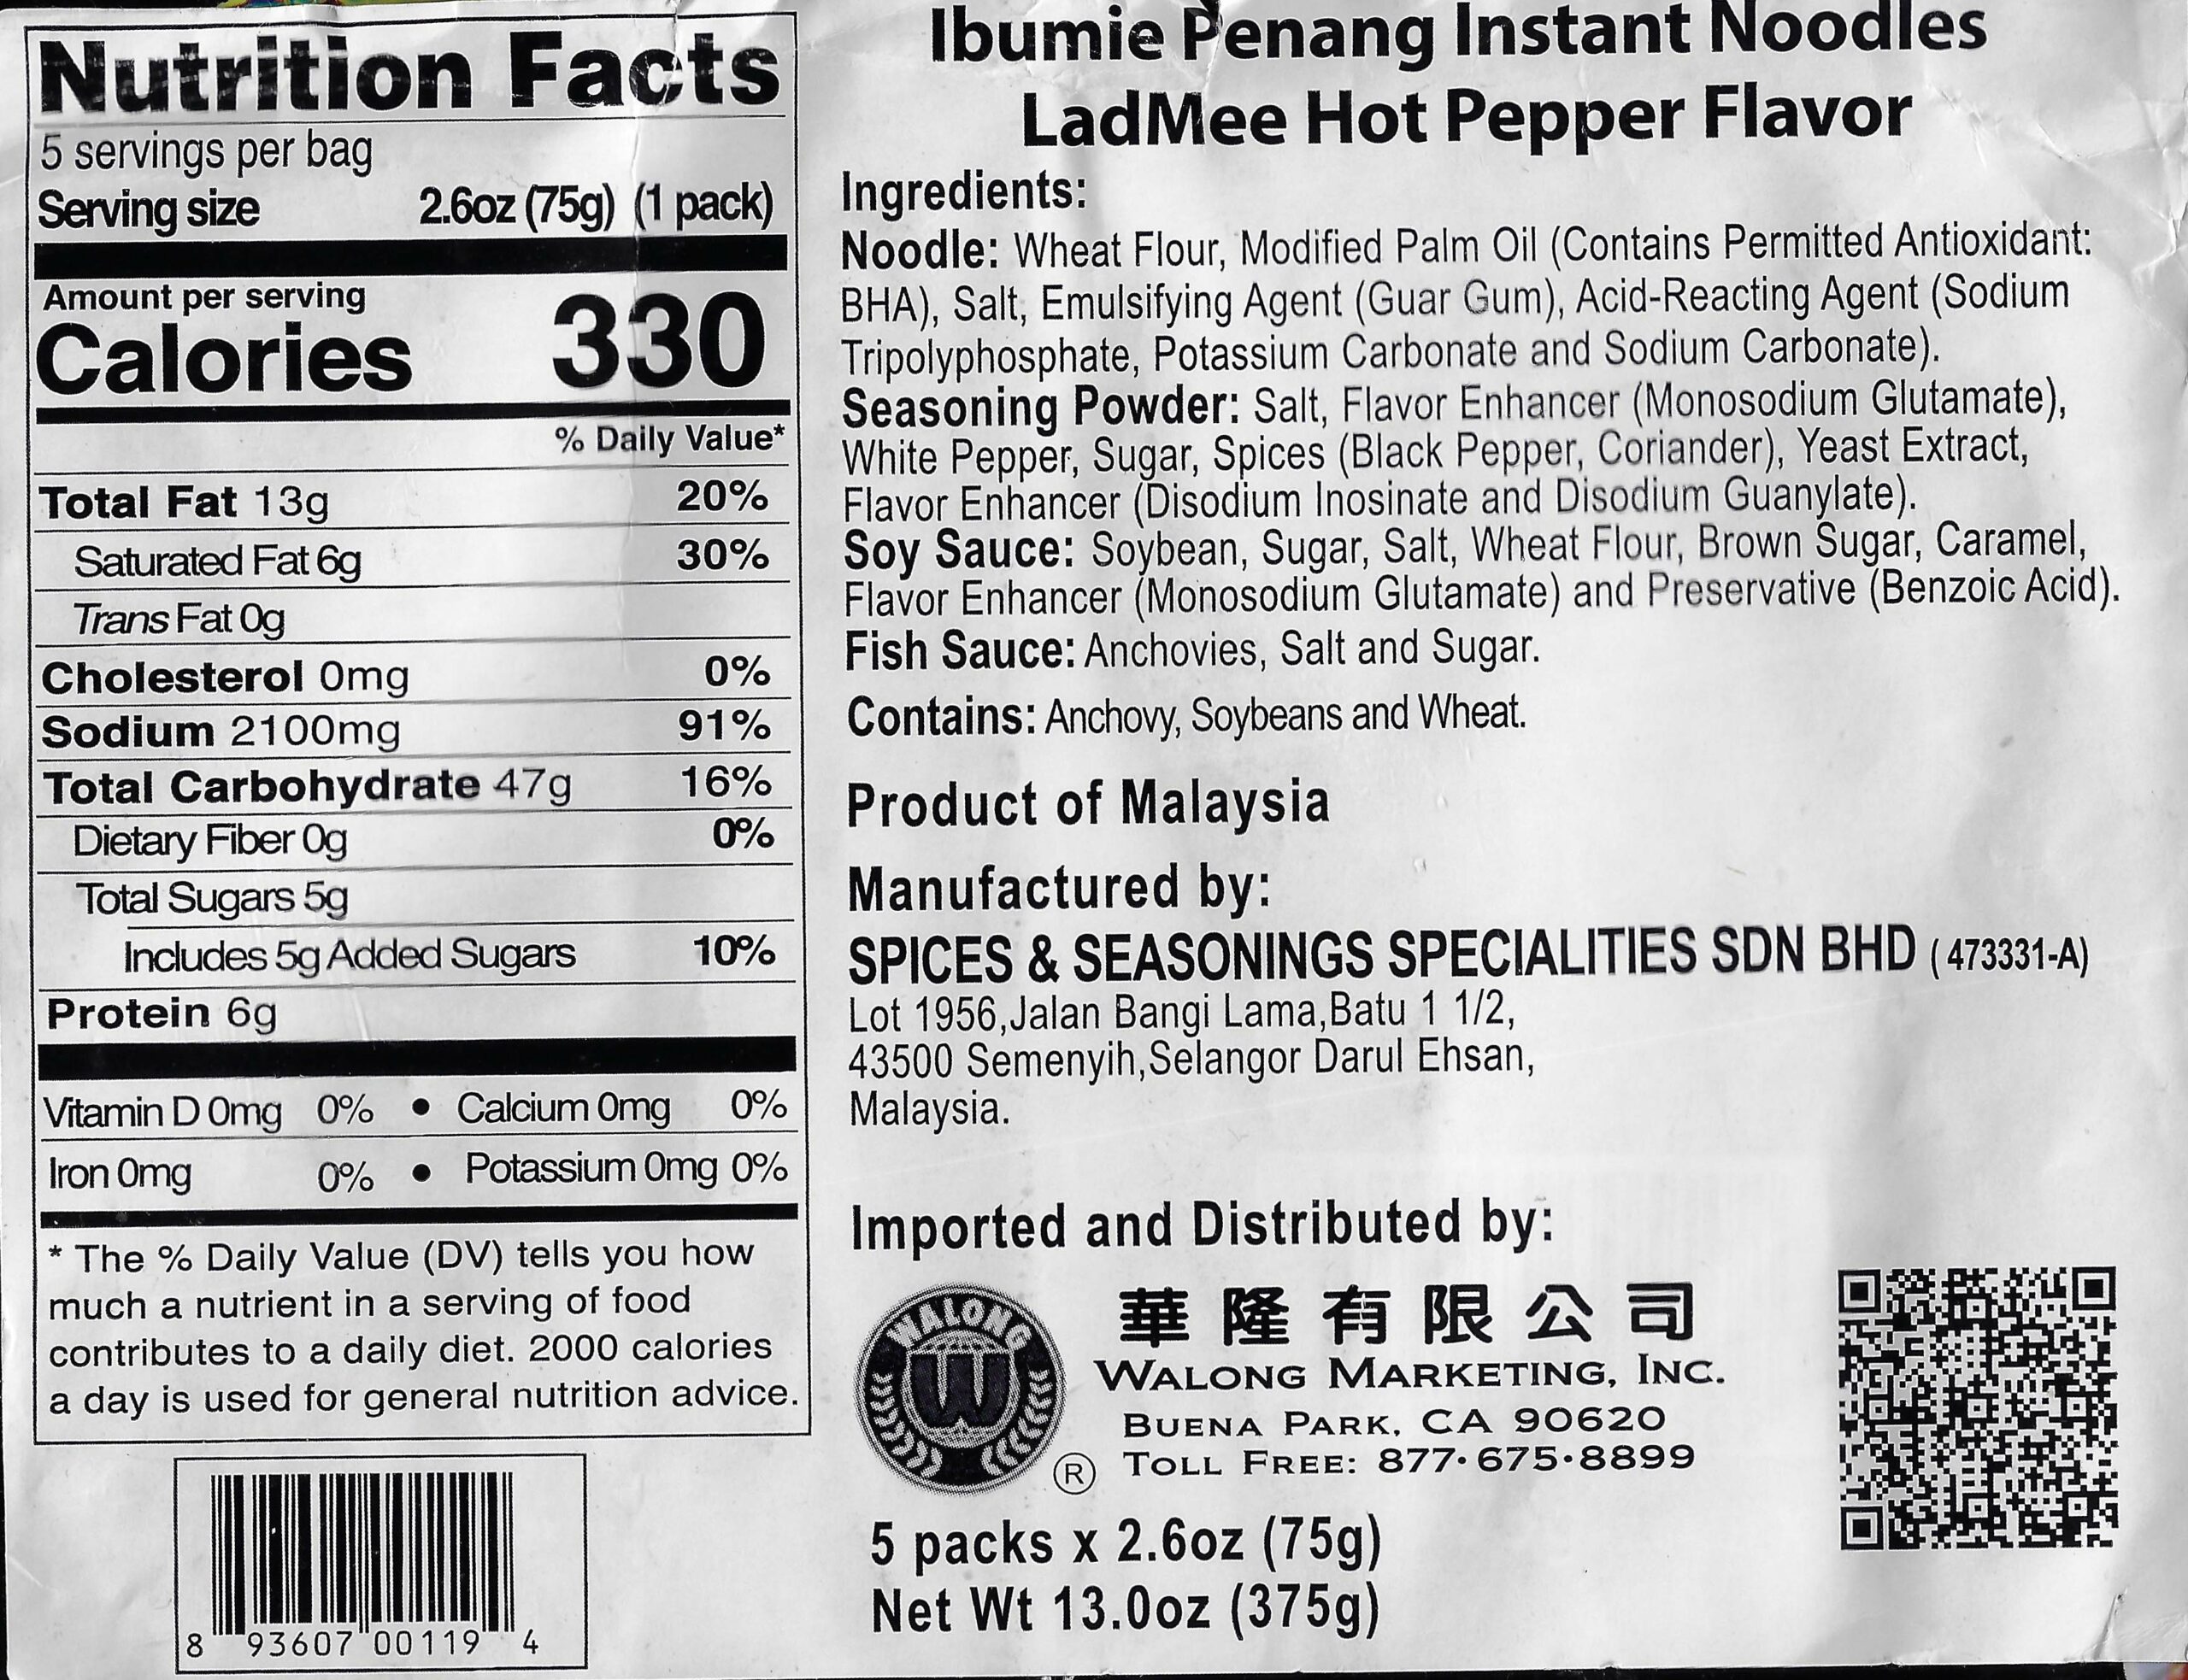 Nutrition Facts
5 servings per bag
Serving size 2.6oz (75g) (1 pack)
Amount per serving
Calories 330
% Daily Value*
Total Fat 13g 20%
Saturated Fat 6g 30%
Trans Fat 0g
Cholesterol 0mg 0%
Sodium 2100mg 91%
Total Carbohydrate 47g 16%
Dietary Fiber 0g 0%
Total Sugars 5g
Includes 5g Added Sugars 10%
Protein 6g
Vitamin D 0mg 0% • Calcium 0mg 0%
Iron 0mg 0% • Potassium 0mg 0%
* The % Daily Value (DV) tells you how
much a nutrient in a serving of food
contributes to a daily diet. 2000 calories
a day is used for general nutrition advice.
8 93607 00119 4
Ibumie Penang Instant Noodles
LadMee Hot Pepper Flavor
Ingredients:
Noodle: Wheat Flour, Modified Palm Oil (Contains Permitted Antioxidant:
BHA), Salt, Emulsifying Agent (Guar Gum), Acid-Reacting Agent (Sodium
Tripolyphosphate, Potassium Carbonate and Sodium Carbonate).
Seasoning Powder: Salt, Flavor Enhancer (Monosodium Glutamate),
White Pepper, Sugar, Spices (Black Pepper, Coriander), Yeast Extract,
Flavor Enhancer (Disodium Inosinate and Disodium Guanylate).
Soy Sauce: Soybean, Sugar, Salt, Wheat Flour, Brown Sugar, Caramel,
Flavor Enhancer (Monosodium Glutamate) and Preservative (Benzoic Acid).
Fish Sauce: Anchovies, Salt and Sugar.
Contains: Anchovy, Soybeans and Wheat.
Product of Malaysia
Manufactured by:
SPICES & SEASONINGS SPECIALITIES SDN BHD ( 473331-A)
Lot 1956,Jalan Bangi Lama,Batu 1 1/2,
43500 Semenyih,Selangor Darul Ehsan,
Malaysia.
Imported and Distributed by:
WALONG
W
®
華隆有限公司
WALONG MARKETING, INC.
BUENA PARK, CA 90620
TOLL FREE: 877•675•8899
5 packs x 2.6oz (75g)
Net Wt 13.0oz (375g)